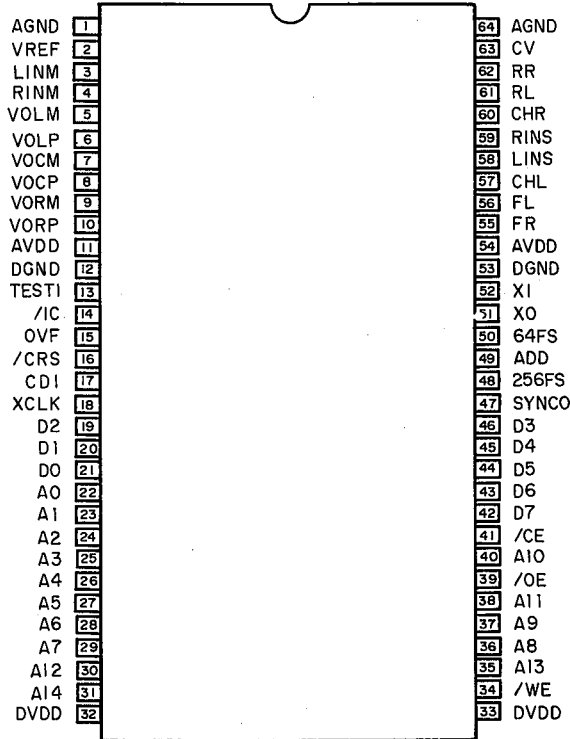 AGND 1 64 AGND
VREF 2 63 CV
LINM 3 62 RR
RINM 4 61 RL
VOLM 5 60 CHR
VOLP 6 59 RINS
VOCM 7 58 LINS
VOCP 8 57 CHL
VORM 9 56 FL
VORP 10 55 FR
AVDD 11 54 AVDD
DGND 12 53 DGND
TEST1 13 52 XI
/IC 14 51 XO
OVF 15 50 64FS
/CRS 16 49 ADD
CDI 17 48 256FS
XCLK 18 47 SYNCO
D2 19 46 D3
D1 20 45 D4
D0 21 44 D5
A0 22 43 D6
A1 23 42 D7
A2 24 41 /CE
A3 25 40 A10
A4 26 39 /OE
A5 27 38 A11
A6 28 37 A9
A7 29 36 A8
A12 30 35 A13
A14 31 34 /WE
DVDD 32 33 DVDD